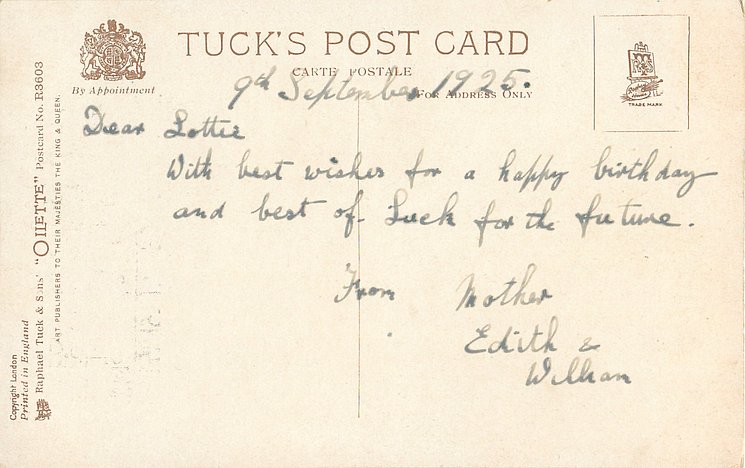 TUCK'S POST CARD
CARTE POSTALE
By Appointment
FOR ADDRESS ONLY
TRADE MARK
9th September 1925.
Dear Lottie
With best wishes for a happy birthday
and best of Luck for the future.
From Mother
Edith &
William
Copyright London
Printed in England
Raphael Tuck & Sons' "OILETTE" Postcard No. R3603
ART PUBLISHERS TO THEIR MAJESTIES THE KING & QUEEN.